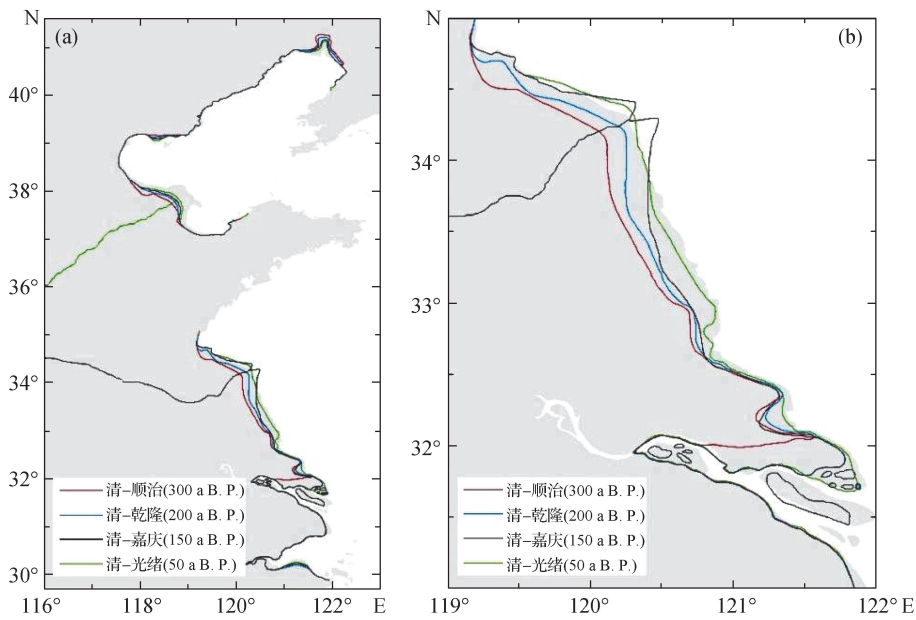 N
(a)
40°
38°
36°
34°
32°
30°
清–顺治(300 a B. P.)
清–乾隆(200 a B. P.)
清–嘉庆(150 a B. P.)
清–光绪(50 a B. P.)
116°
118°
120°
122°
E
N
(b)
34°
33°
32°
清–顺治(300 a B. P.)
清–乾隆(200 a B. P.)
清–嘉庆(150 a B. P.)
清–光绪(50 a B. P.)
119°
120°
121°
122° E